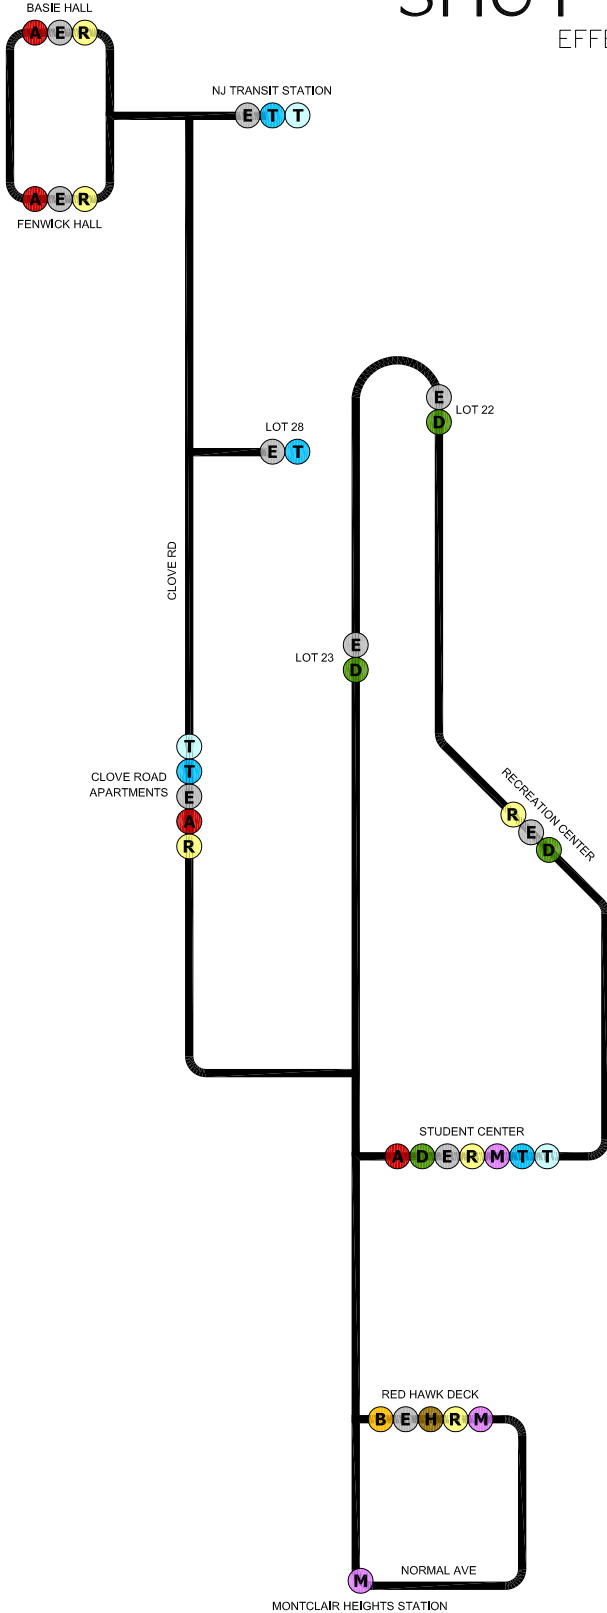 BASIE HALL
A E R
NJ TRANSIT STATION
E T T
A E R
FENWICK HALL
E
D
LOT 22
LOT 28
E T
CLOVE RD
E
D
LOT 23
T
T
E
A
R
CLOVE ROAD
APARTMENTS
RECREATION CENTER
R
E
D
STUDENT CENTER
A D E R M T T
RED HAWK DECK
B E H R M
NORMAL AVE
M
MONTCLAIR HEIGHTS STATION